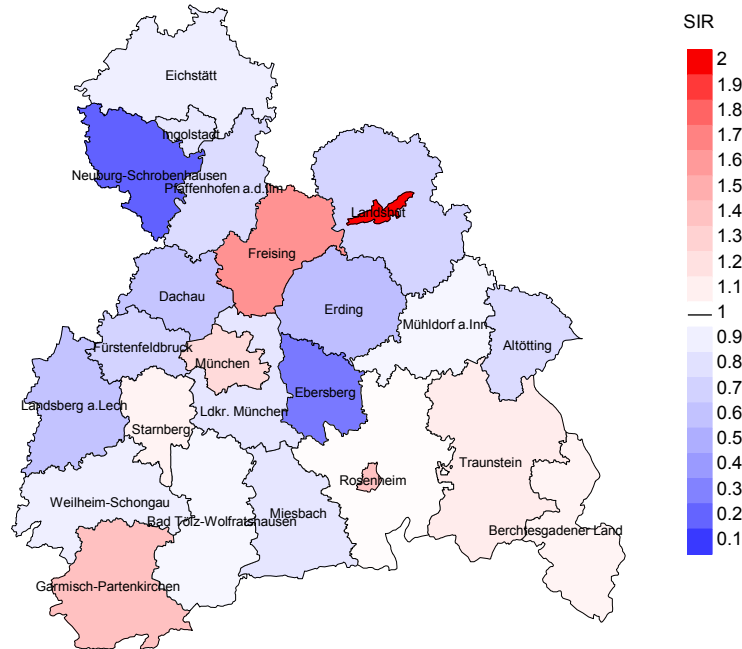 SIR
2
1.9
1.8
1.7
1.6
1.5
1.4
1.3
1.2
1.1
1
0.9
0.8
0.7
0.6
0.5
0.4
0.3
0.2
0.1
Eichstätt
Ingolstadt
Neuburg-Schrobenhausen
Pfaffenhofen a.d.Ilm
Landshut
Freising
Dachau
Erding
Mühldorf a.Inn
Altötting
Fürstenfeldbruck
München
Ebersberg
Landsberg a.Lech
Ldkr. München
Starnberg
Traunstein
Rosenheim
Weilheim-Schongau
Miesbach
Bad Tölz-Wolfratshausen
Berchtesgadener Land
Garmisch-Partenkirchen